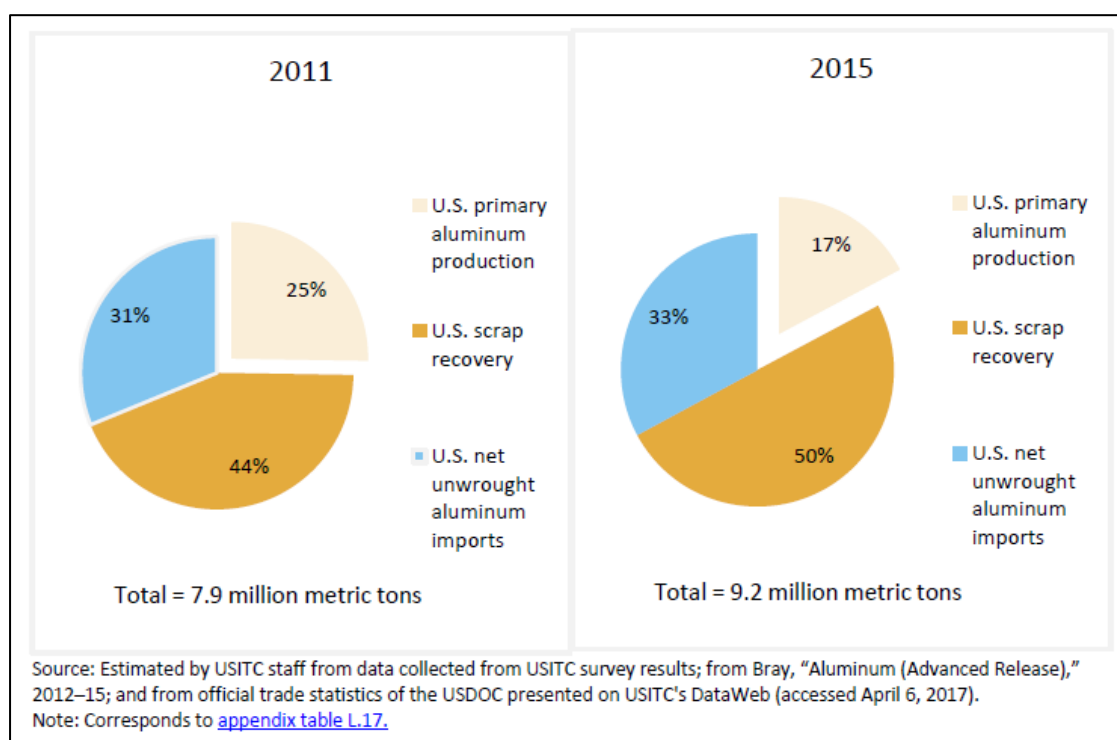 2011
25%
31%
44%
U.S. primary
aluminum
production
U.S. scrap
recovery
U.S. net
unwrought
aluminum
imports
Total = 7.9 million metric tons
2015
17%
33%
50%
U.S. primary
aluminum
production
U.S. scrap
recovery
U.S. net
unwrought
aluminum
imports
Total = 9.2 million metric tons
Source: Estimated by USITC staff from data collected from USITC survey results; from Bray, “Aluminum (Advanced Release),”
2012–15; and from official trade statistics of the USDOC presented on USITC's DataWeb (accessed April 6, 2017).
Note: Corresponds to appendix table L.17.